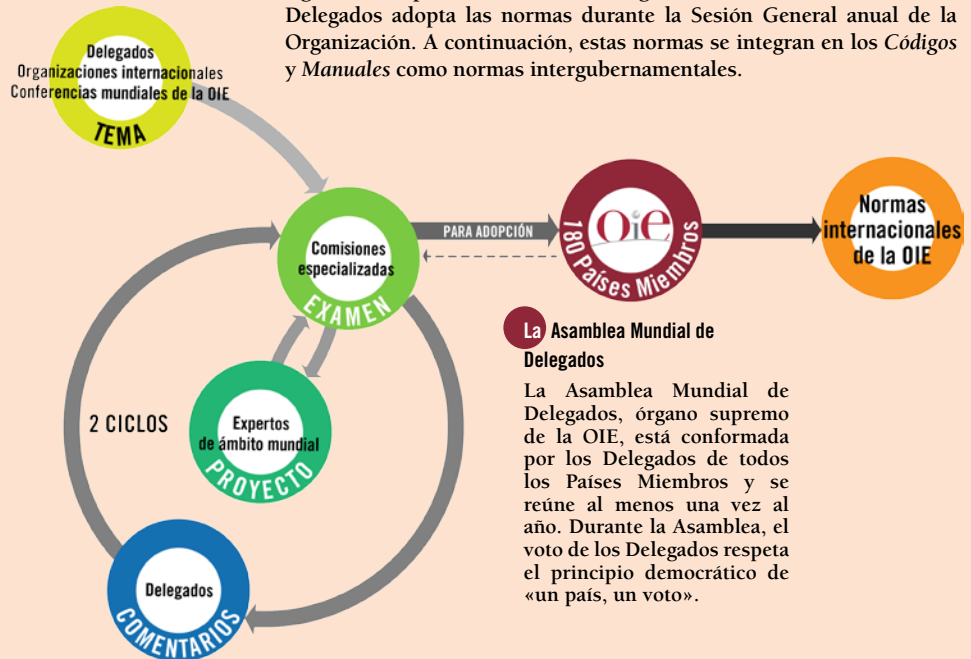 Delegados adopta las normas durante la Sesión General anual de la
Organización. A continuación, estas normas se integran en los Códigos
y Manuales como normas intergubernamentales.
Delegados
Organizaciones internacionales
Conferencias mundiales de la OIE
TEMA
Comisiones
especializadas
EXAMEN
PARA ADOPCIÓN
OiE
180 Países Miembros
Normas
internacionales
de la OIE
2 CICLOS
Expertos
de ámbito mundial
PROYECTO
Delegados
COMENTARIOS
La Asamblea Mundial de
Delegados
La Asamblea Mundial de
Delegados, órgano supremo
de la OIE, está conformada
por los Delegados de todos
los Países Miembros y se
reúne al menos una vez al
año. Durante la Asamblea, el
voto de los Delegados respeta
el principio democrático de
«un país, un voto».